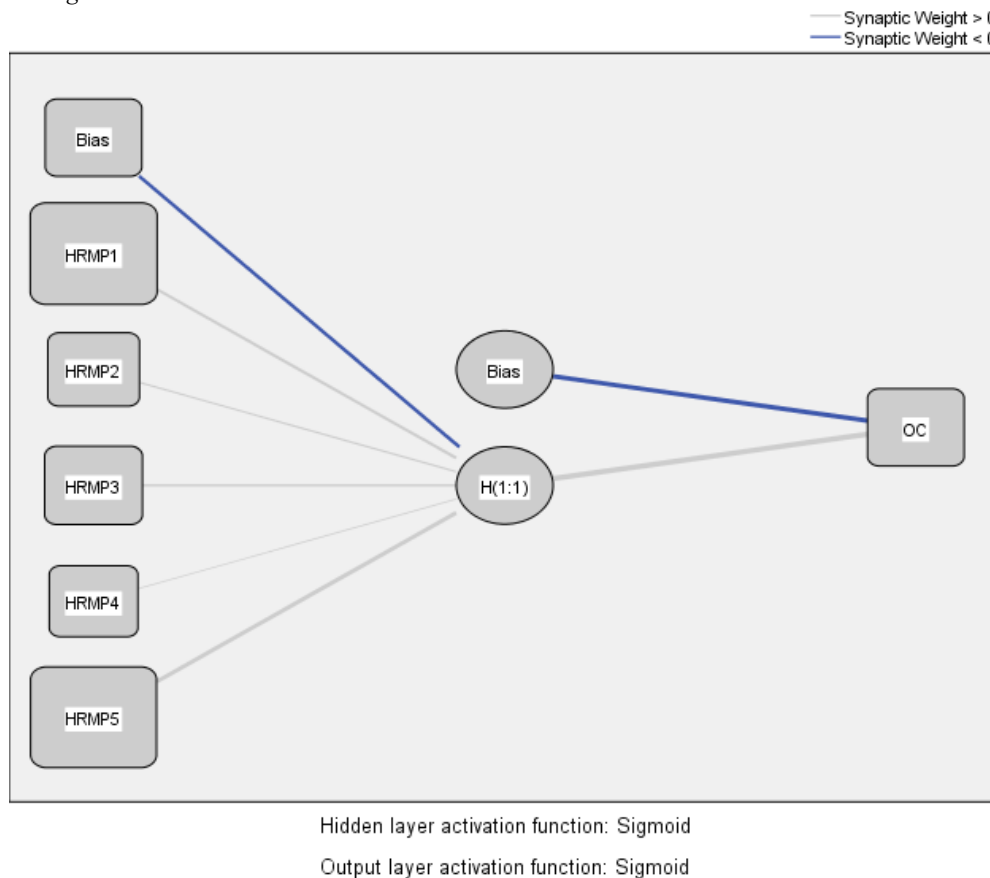 Synaptic Weight >
Synaptic Weight <
Bias
HRMP1
HRMP2
HRMP3
HRMP4
HRMP5
Bias
H(1:1)
OC
Hidden layer activation function: Sigmoid
Output layer activation function: Sigmoid